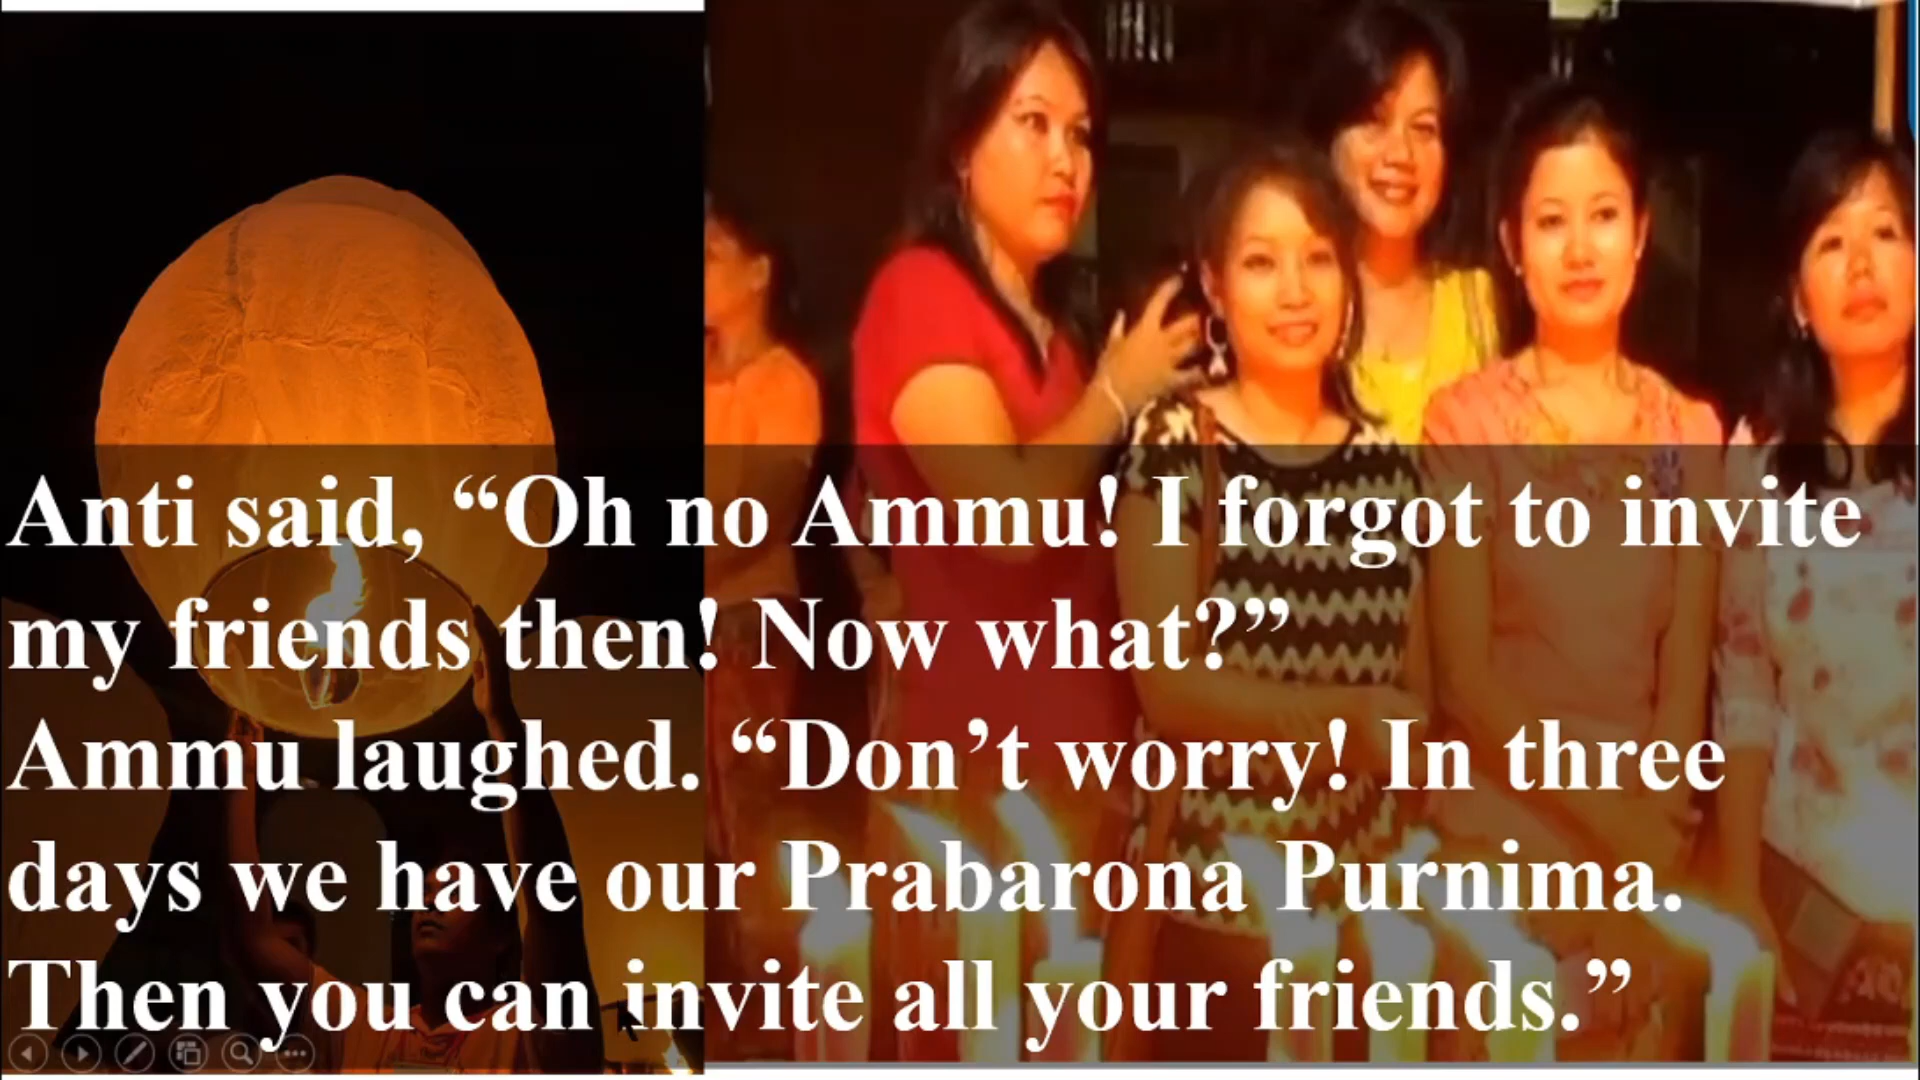 Anti said, “Oh no Ammu! I forgot to invite
my friends then! Now what?”
Ammu laughed. “Don’t worry! In three
days we have our Prabarona Purnima.
Then you can invite all your friends.”